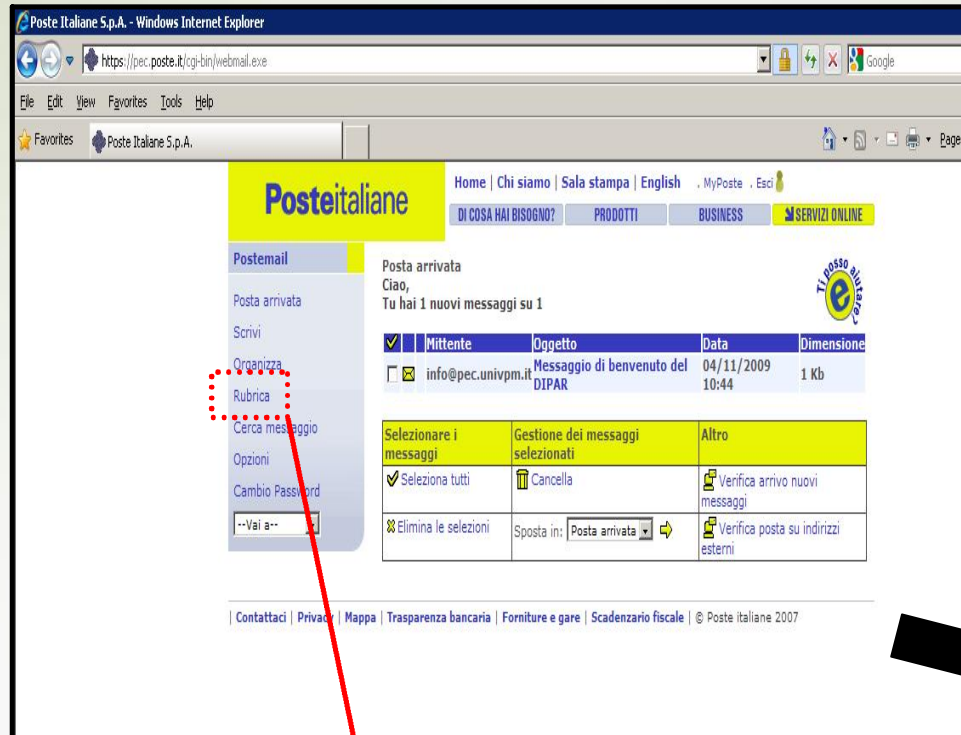 Poste Italiane S.p.A. - Windows Internet Explorer
https://pec.poste.it/cgi-bin/webmail.exe
Google
File Edit View Favorites Tools Help
Favorites Poste Italiane S.p.A. Page
Posteitaliane
Home | Chi siamo | Sala stampa | English . MyPoste . Esci
DI COSA HAI BISOGNO? PRODOTTI BUSINESS SERVIZI ONLINE
Postemail
Posta arrivata
Scrivi
Organizza
Rubrica
Cerca messaggio
Opzioni
Cambio Password
--Vai a--
Posta arrivata
Ciao,
Tu hai 1 nuovi messaggi su 1
Ti posso aiutare
e
Mittente Oggetto Data Dimensione
info@pec.univpm.it Messaggio di benvenuto del DIPAR 04/11/2009 10:44 1 Kb
Selezionare i messaggi Gestione dei messaggi selezionati Altro
Seleziona tutti Cancella Verifica arrivo nuovi messaggi
Elimina le selezioni Sposta in: Posta arrivata Verifica posta su indirizzi esterni
| Contattaci | Privacy | Mappa | Trasparenza bancaria | Forniture e gare | Scadenzario fiscale | © Poste italiane 2007